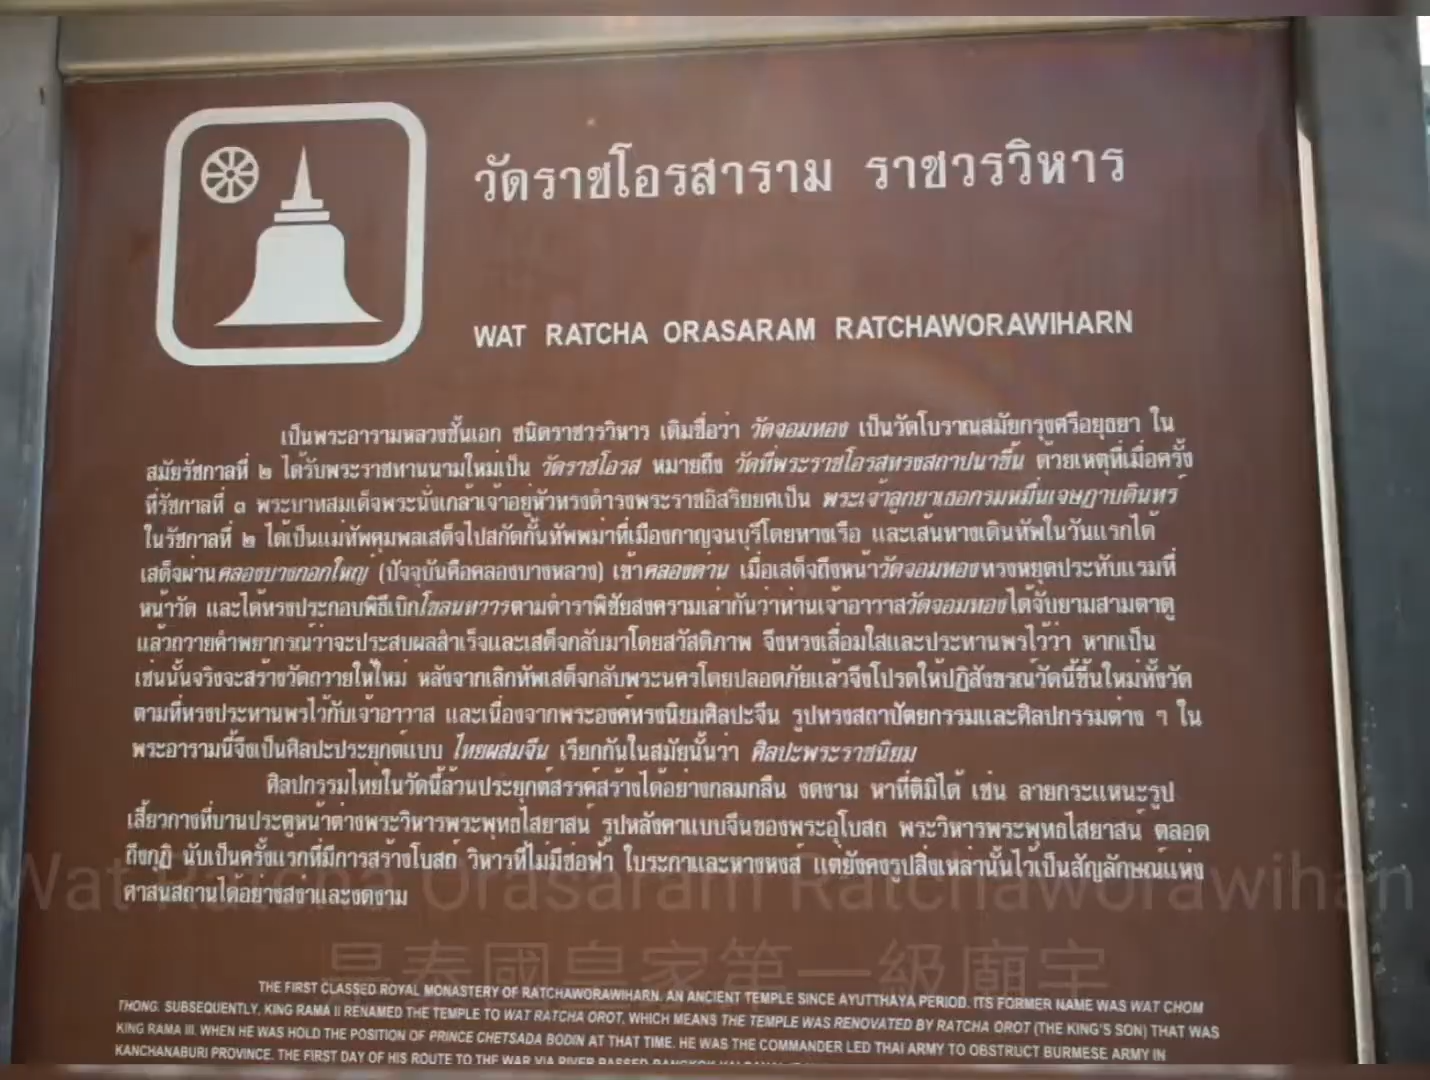 วัดราชโอรสาราม ราชวรวิหาร
WAT RATCHA ORASARAM RATCHAWORAWIHARN
เป็นพระอารามหลวงชั้นเอก ชนิดราชวรวิหาร เดิมชื่อว่า วัดจอมทอง เป็นวัดโบราณสมัยกรุงศรีอยุธยา ใน
สมัยรัชกาลที่ ๒ ได้รับพระราชทานนามใหม่เป็น วัดราชโอรส หมายถึง วัดที่พระราชโอรสทรงสถาปนาขึ้น ด้วยเหตุที่เมื่อครั้ง
ที่รัชกาลที่ ๓ พระบาทสมเด็จพระนั่งเกล้าเจ้าอยู่หัวทรงดำรงพระราชอิสริยยศเป็น พระเจ้าลูกยาเธอกรมหมื่นเจษฎาบดินทร์
ในรัชกาลที่ ๒ ได้เป็นแม่ทัพคุมพลเสด็จไปสกัดกั้นทัพพม่าที่เมืองกาญจนบุรีโดยทางเรือ และเส้นทางเดินทัพในวันแรกได้
เสด็จผ่านคลองบางกอกใหญ่ (ปัจจุบันคือคลองบางหลวง) เข้าคลองด่าน เมื่อเสด็จถึงหน้าวัดจอมทองทรงหยุดประทับแรมที่
หน้าวัด และได้ทรงประกอบพิธีเบิกโขลนทวารตามตำราพิชัยสงครามเล่ากันว่าท่านเจ้าอาวาสวัดจอมทองได้จับยามสามตาดู
แล้วถวายคำพยากรณ์ว่าจะประสบผลสำเร็จและเสด็จกลับมาโดยสวัสดิภาพ จึงทรงเลื่อมใสและประทานพรไว้ว่า หากเป็น
เช่นนั้นจริงจะสร้างวัดถวายให้ใหม่ หลังจากเลิกทัพเสด็จกลับพระนครโดยปลอดภัยแล้วจึงโปรดให้ปฏิสังขรณ์วัดนี้ขึ้นใหม่ทั้งวัด
ตามที่ทรงประทานพรไว้กับเจ้าอาวาส และเนื่องจากพระองค์ทรงนิยมศิลปะจีน รูปทรงสถาปัตยกรรมและศิลปกรรมต่าง ๆ ใน
พระอารามนี้จึงเป็นศิลปะประยุกต์แบบ ไทยผสมจีน เรียกกันในสมัยนั้นว่า ศิลปะพระราชนิยม
ศิลปกรรมไทยในวัดนี้ล้วนประยุกต์สรรค์สร้างได้อย่างกลมกลืน งดงาม หาที่ติมิได้ เช่น ลายกระแหนะรูป
เสี้ยวกางที่บานประตูหน้าต่างพระวิหารพระพุทธไสยาสน์ รูปหลังคาแบบจีนของพระอุโบสถ พระวิหารพระพุทธไสยาสน์ ตลอด
ถึงกุฏิ นับเป็นครั้งแรกที่มีการสร้างโบสถ์ วิหารที่ไม่มีช่อฟ้า ใบระกาและหางหงส์ แต่ยังคงรูปสิ่งเหล่านั้นไว้เป็นสัญลักษณ์แห่ง
ศาสนสถานได้อย่างสง่าและงดงาม
Wat Ratcha Orasaram Ratchaworawihan
是泰國皇家第一級廟宇
THE FIRST CLASSED ROYAL MONASTERY OF RATCHAWORAWIHARN. AN ANCIENT TEMPLE SINCE AYUTTHAYA PERIOD. ITS FORMER NAME WAS WAT CHOM
THONG. SUBSEQUENTLY, KING RAMA II RENAMED THE TEMPLE TO WAT RATCHA OROT, WHICH MEANS THE TEMPLE WAS RENOVATED BY RATCHA OROT (THE KING'S SON) THAT WAS
KING RAMA III. WHEN HE WAS HOLD THE POSITION OF PRINCE CHETSADA BODIN AT THAT TIME. HE WAS THE COMMANDER LED THAI ARMY TO OBSTRUCT BURMESE ARMY IN
KANCHANABURI PROVINCE. THE FIRST DAY OF HIS ROUTE TO THE WAR VIA RIVER PASSED